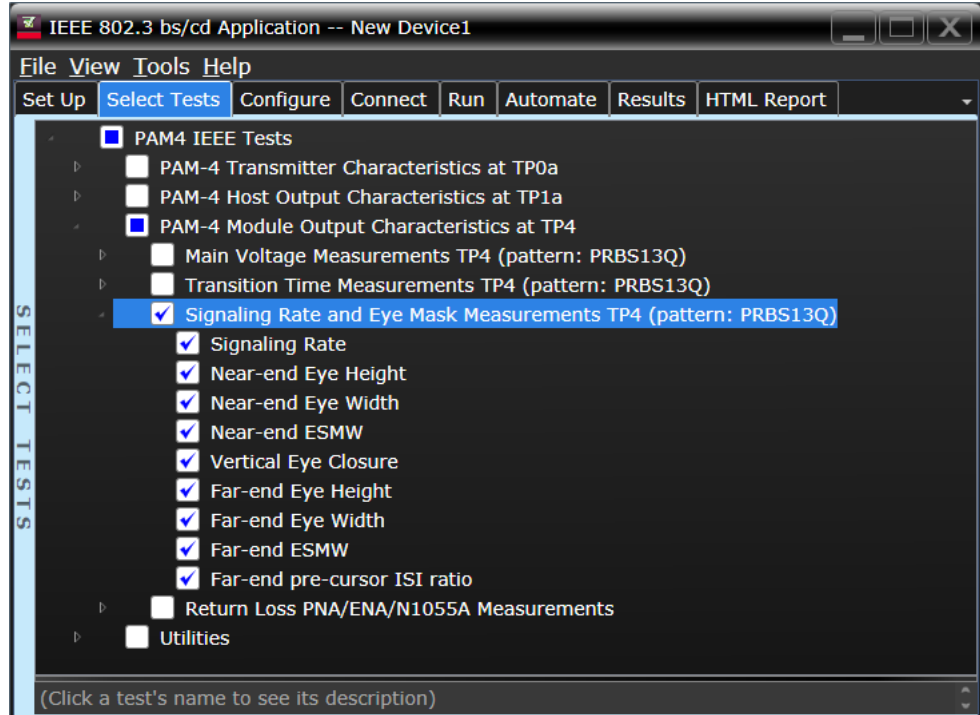 IEEE 802.3 bs/cd Application -- New Device1
File View Tools Help
Set Up Select Tests Configure Connect Run Automate Results HTML Report
SELECT TESTS
PAM4 IEEE Tests
PAM-4 Transmitter Characteristics at TP0a
PAM-4 Host Output Characteristics at TP1a
PAM-4 Module Output Characteristics at TP4
Main Voltage Measurements TP4 (pattern: PRBS13Q)
Transition Time Measurements TP4 (pattern: PRBS13Q)
Signaling Rate and Eye Mask Measurements TP4 (pattern: PRBS13Q)
Signaling Rate
Near-end Eye Height
Near-end Eye Width
Near-end ESMW
Vertical Eye Closure
Far-end Eye Height
Far-end Eye Width
Far-end ESMW
Far-end pre-cursor ISI ratio
Return Loss PNA/ENA/N1055A Measurements
Utilities
(Click a test's name to see its description)